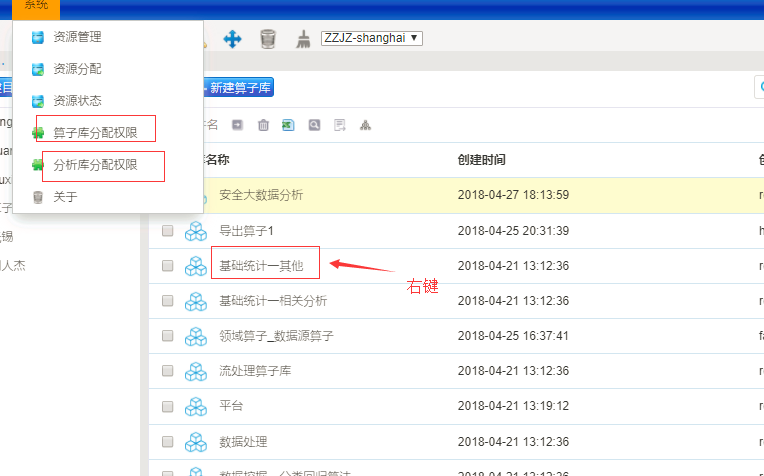 系统
资源管理
资源分配
资源状态
算子库分配权限
分析库分配权限
关于
ZZJZ-shanghai
新建算子库
名
名称 创建时间
安全大数据分析 2018-04-27 18:13:59
导出算子1 2018-04-25 20:31:39
基础统计一其他 2018-04-21 13:12:36
右键
基础统计一相关分析 2018-04-21 13:12:36
领域算子_数据源算子 2018-04-25 16:37:41
流处理算子库 2018-04-21 13:12:36
平台 2018-04-21 13:19:12
数据处理 2018-04-21 13:12:36
数据挖掘 分类回归算法 2018-04-21 13:12:36
人杰